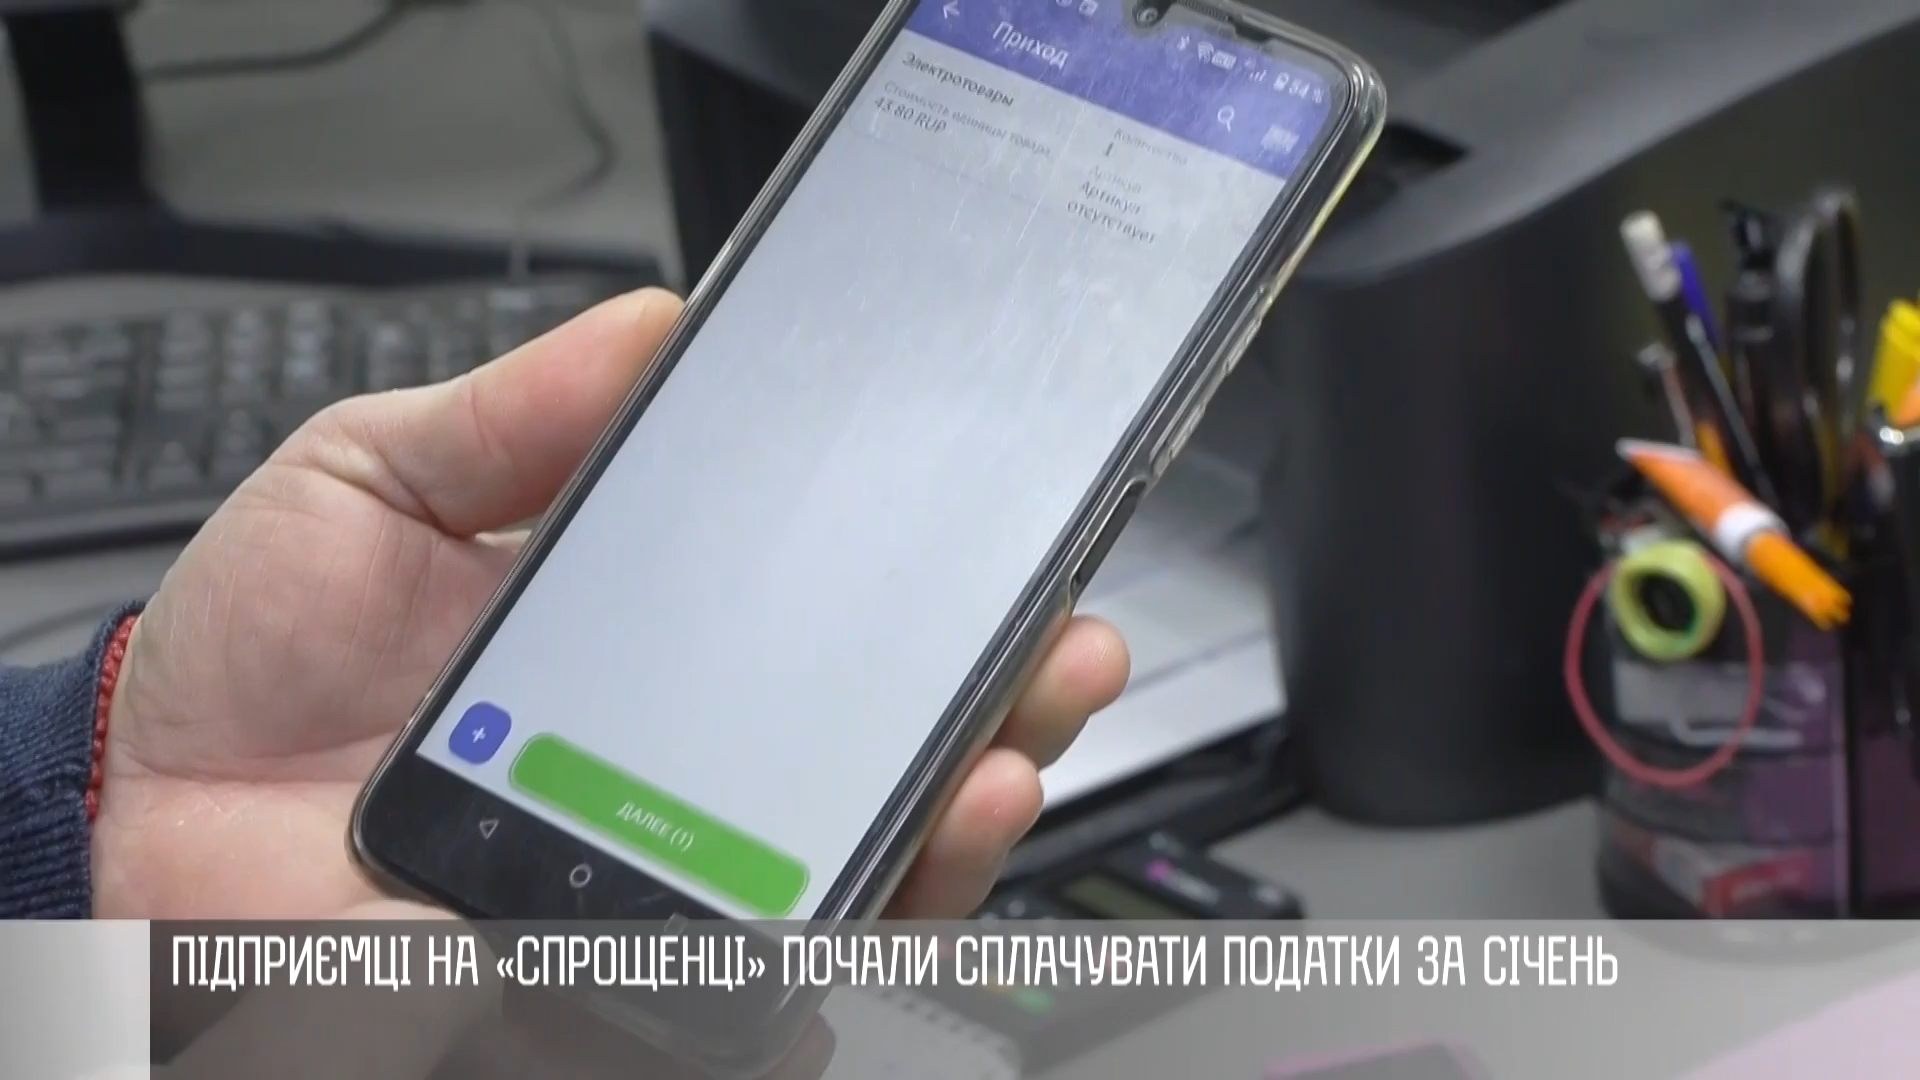 54 %
Приход
Электротовары
Стоимость единицы товара
43.80 RUP
Количество
1
Артикул
Артикул
отсутствует
+
ДАЛЕЕ (1)
ПІДПРИЄМЦІ НА «СПРОЩЕНЦІ» ПОЧАЛИ СПЛАЧУВАТИ ПОДАТКИ ЗА СІЧЕНЬ